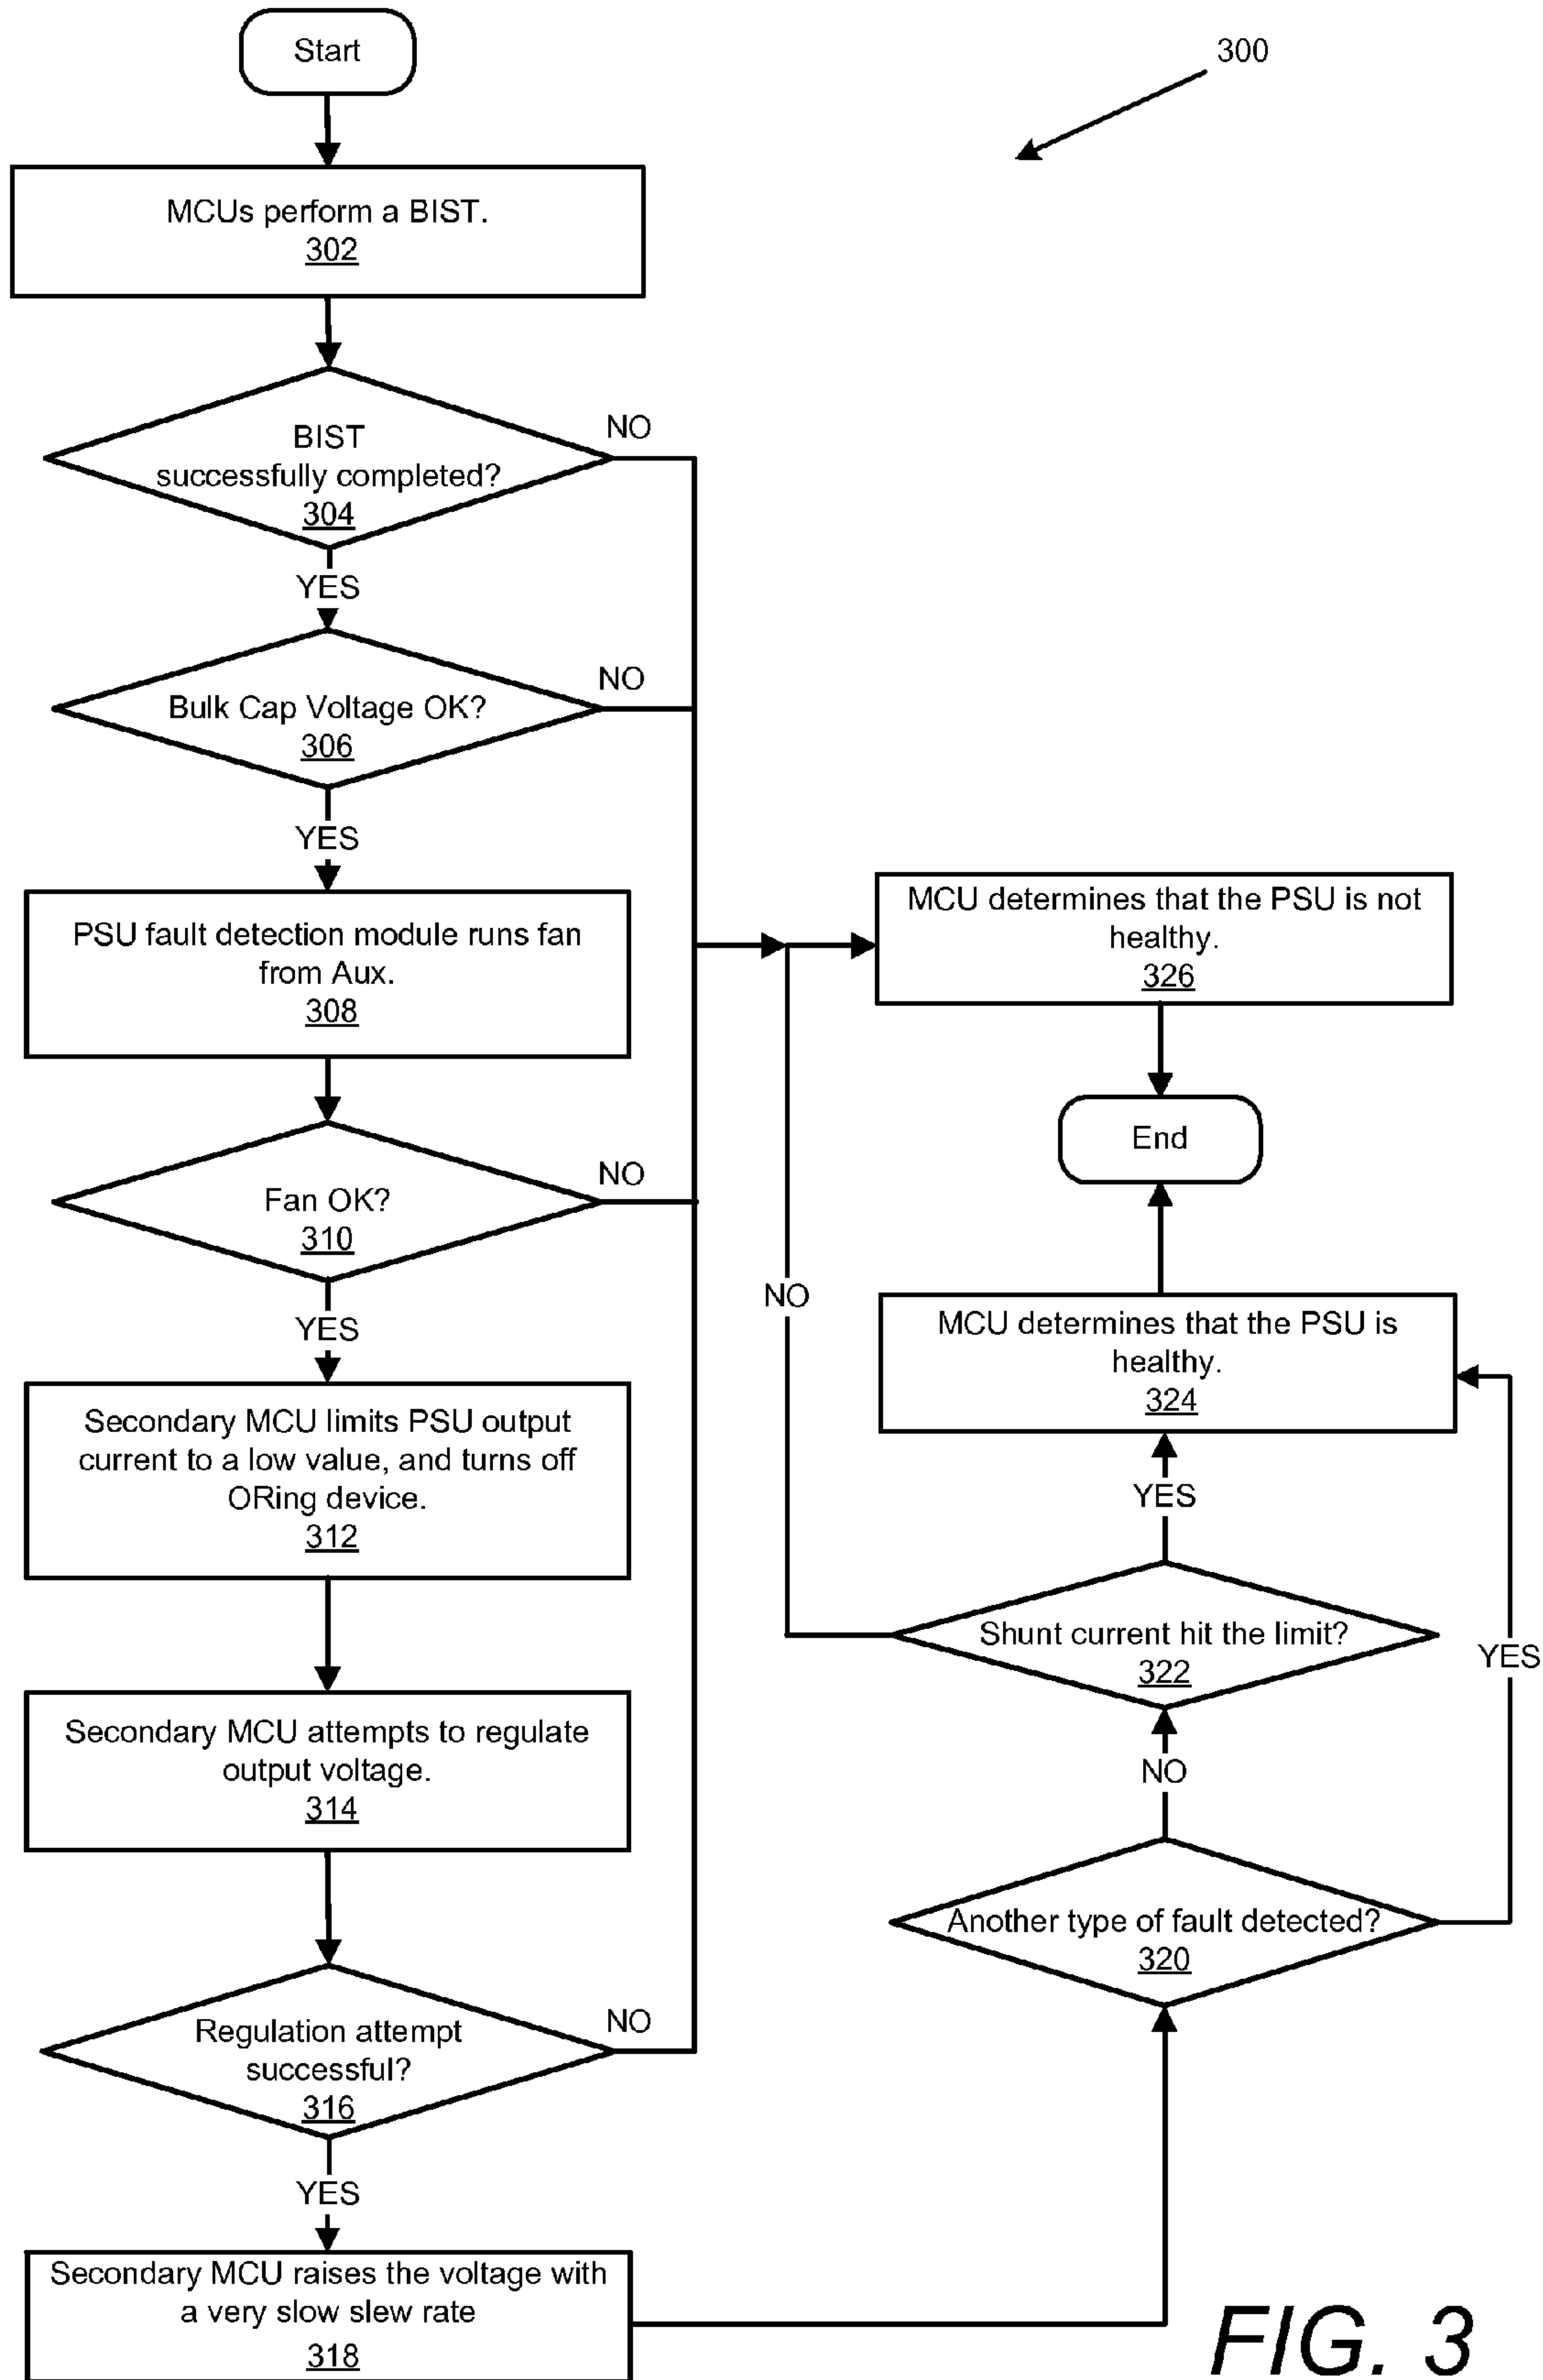 Start
300
MCUs perform a BIST.
302
BIST
successfully completed?
304
NO
YES
Bulk Cap Voltage OK?
306
NO
YES
PSU fault detection module runs fan
from Aux.
308
Fan OK?
310
NO
YES
Secondary MCU limits PSU output
current to a low value, and turns off
ORing device.
312
Secondary MCU attempts to regulate
output voltage.
314
Regulation attempt
successful?
316
NO
YES
Secondary MCU raises the voltage with
a very slow slew rate
318
MCU determines that the PSU is not
healthy.
326
End
MCU determines that the PSU is
healthy.
324
NO
YES
Shunt current hit the limit?
322
YES
NO
Another type of fault detected?
320
FIG. 3